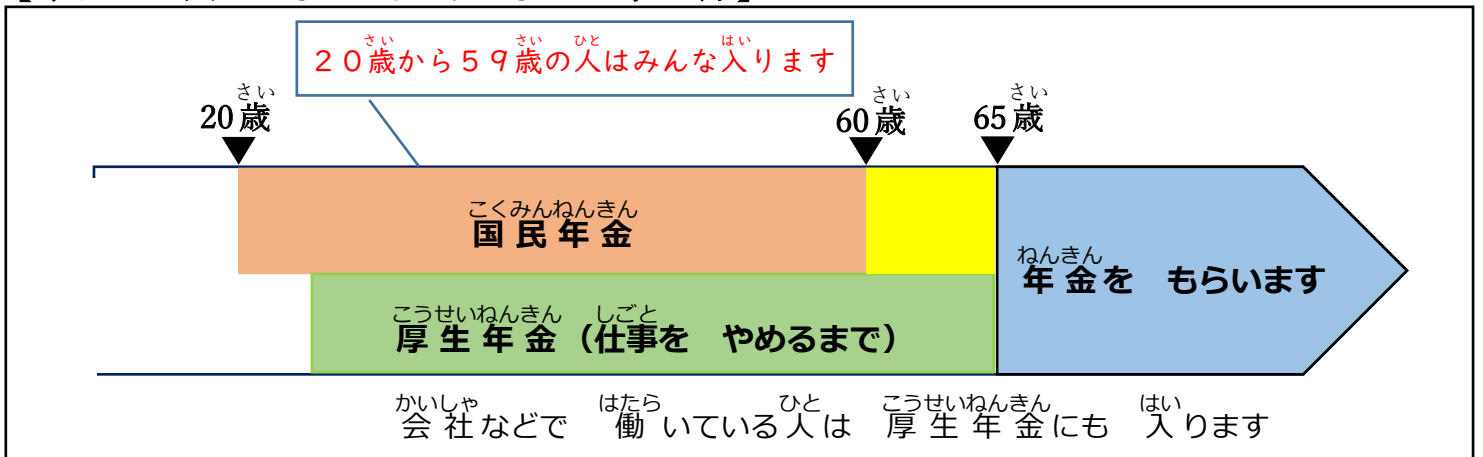 ２０歳から５９歳の人はみんな入ります
20歳 60歳 65歳
国民年金
年金を もらいます
厚生年金（仕事を やめるまで）
会社などで 働いている人は 厚生年金にも 入ります